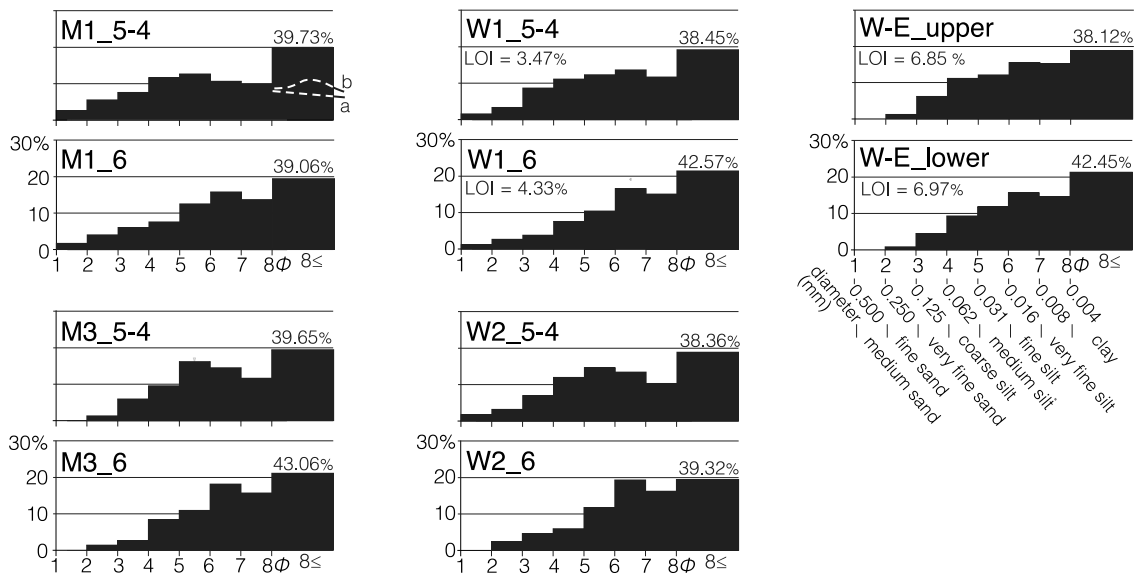 M1_5-4
39.73%
b
a
30%
M1_6
39.06%
20
10
0
1 2 3 4 5 6 7 8Φ 8≤
M3_5-4
39.65%
30%
M3_6
43.06%
20
10
0
1 2 3 4 5 6 7 8Φ 8≤
W1_5-4
38.45%
LOI = 3.47%
30%
W1_6
42.57%
20
LOI = 4.33%
10
0
1 2 3 4 5 6 7 8Φ 8≤
W2_5-4
38.36%
30%
W2_6
39.32%
20
10
0
1 2 3 4 5 6 7 8Φ 8≤
W-E_upper
38.12%
LOI = 6.85%
30%
W-E_lower
42.45%
20
LOI = 6.97%
10
0
1 2 3 4 5 6 7 8Φ 8≤
diameter
(mm)
0.500
0.250
0.125
0.062
0.031
0.016
0.008
0.004
medium sand
fine sand
very fine sand
coarse silt
medium silt
fine silt
very fine silt
clay